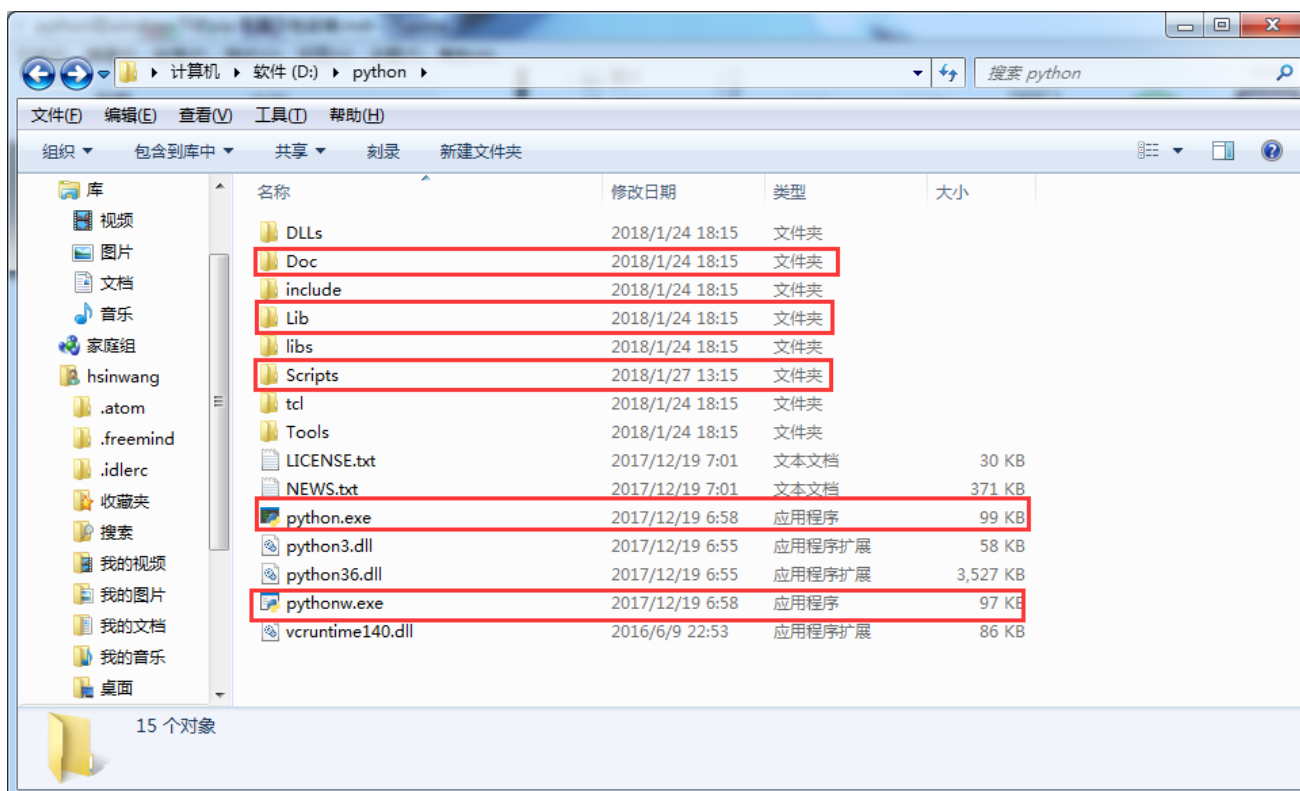 计算机 软件 (D:) python 搜索 python
文件(F) 编辑(E) 查看(V) 工具(T) 帮助(H)
组织 包含到库中 共享 刻录 新建文件夹
库
视频
图片
文档
音乐
家庭组
hsinwang
.atom
.freemind
.idlerc
收藏夹
搜索
我的视频
我的图片
我的文档
我的音乐
桌面
名称 修改日期 类型 大小
DLLs 2018/1/24 18:15 文件夹
Doc 2018/1/24 18:15 文件夹
include 2018/1/24 18:15 文件夹
Lib 2018/1/24 18:15 文件夹
libs 2018/1/24 18:15 文件夹
Scripts 2018/1/27 13:15 文件夹
tcl 2018/1/24 18:15 文件夹
Tools 2018/1/24 18:15 文件夹
LICENSE.txt 2017/12/19 7:01 文本文档 30 KB
NEWS.txt 2017/12/19 7:01 文本文档 371 KB
python.exe 2017/12/19 6:58 应用程序 99 KB
python3.dll 2017/12/19 6:55 应用程序扩展 58 KB
python36.dll 2017/12/19 6:55 应用程序扩展 3,527 KB
pythonw.exe 2017/12/19 6:58 应用程序 97 KB
vcruntime140.dll 2016/6/9 22:53 应用程序扩展 86 KB
15 个对象